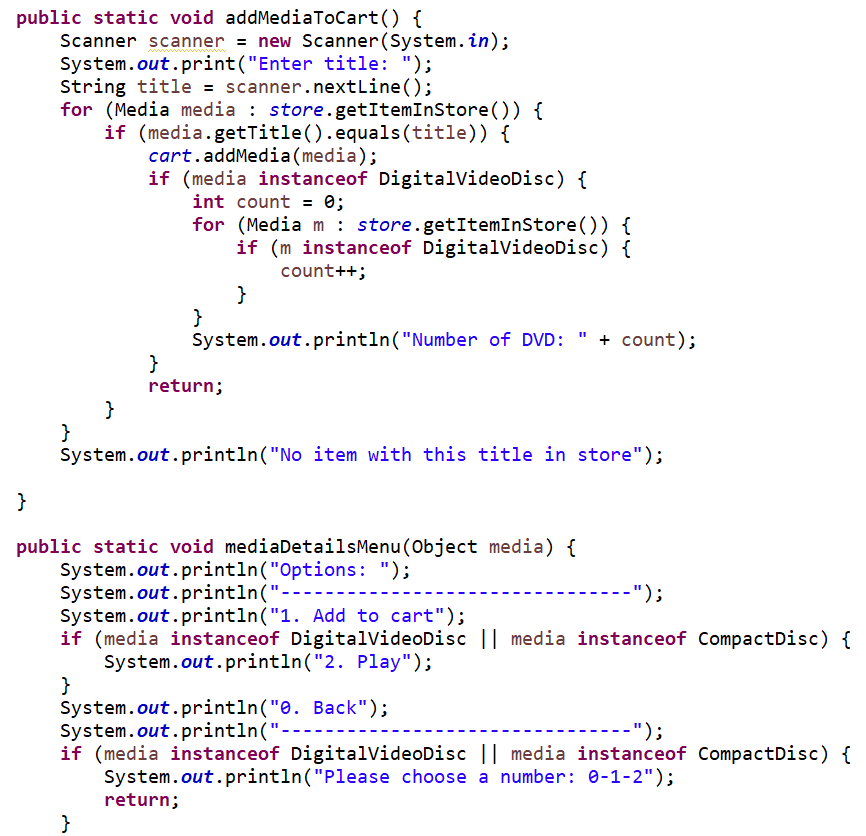 public static void addMediaToCart() {
    Scanner scanner = new Scanner(System.in);
    System.out.print("Enter title: ");
    String title = scanner.nextLine();
    for (Media media : store.getItemInStore()) {
        if (media.getTitle().equals(title)) {
            cart.addMedia(media);
            if (media instanceof DigitalVideoDisc) {
                int count = 0;
                for (Media m : store.getItemInStore()) {
                    if (m instanceof DigitalVideoDisc) {
                        count++;
                    }
                }
                System.out.println("Number of DVD: " + count);
            }
            return;
        }
    }
    System.out.println("No item with this title in store");

}

public static void mediaDetailsMenu(Object media) {
    System.out.println("Options: ");
    System.out.println("--------------------------------");
    System.out.println("1. Add to cart");
    if (media instanceof DigitalVideoDisc || media instanceof CompactDisc) {
        System.out.println("2. Play");
    }
    System.out.println("0. Back");
    System.out.println("--------------------------------");
    if (media instanceof DigitalVideoDisc || media instanceof CompactDisc) {
        System.out.println("Please choose a number: 0-1-2");
        return;
    }